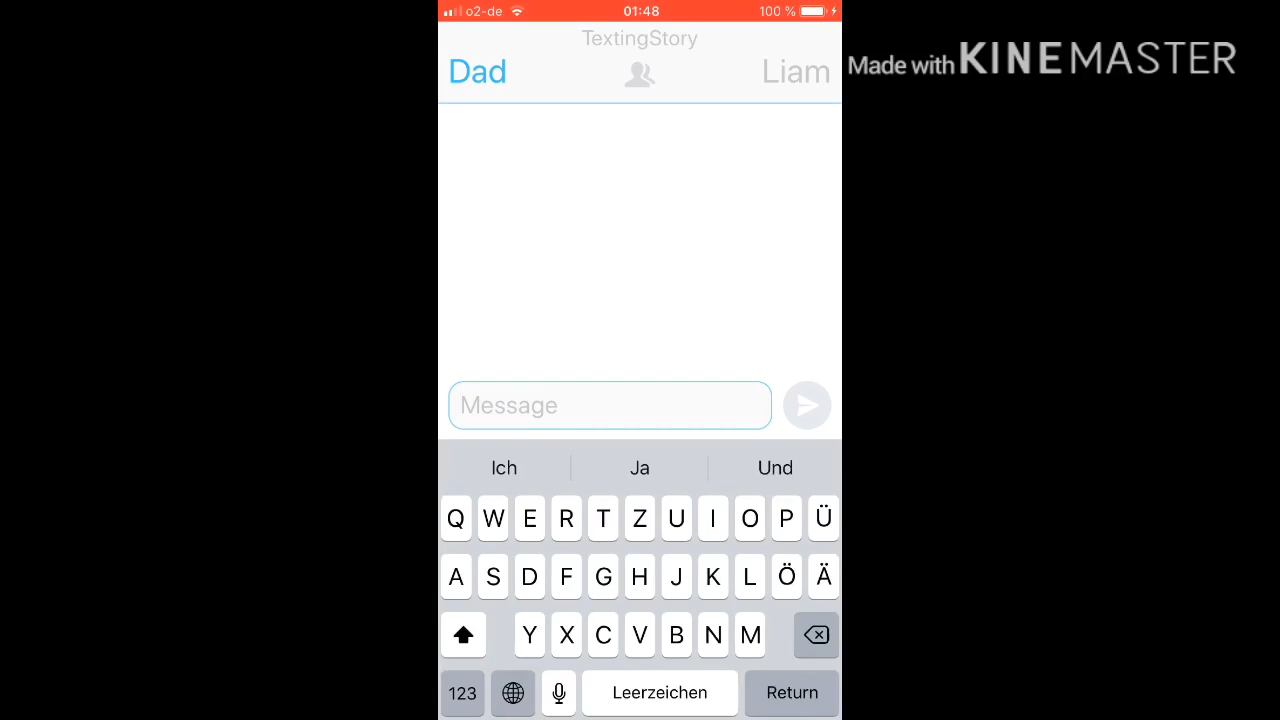 o2-de 01:48 100 %
TextingStory
Dad Liam
Made with KINEMASTER
Message
Ich Ja Und
Q W E R T Z U I O P Ü
A S D F G H J K L Ö Ä
Y X C V B N M
123 Leerzeichen Return